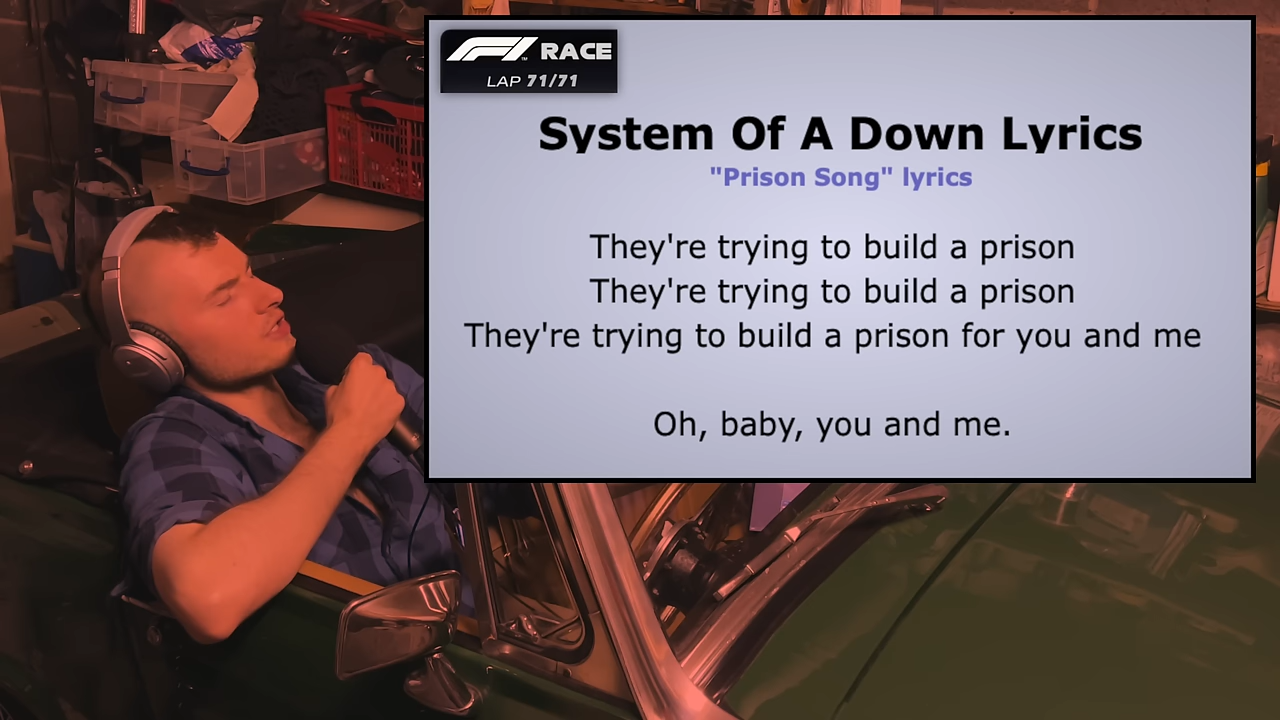 F1 RACE
LAP 71/71
System Of A Down Lyrics
"Prison Song" lyrics
They're trying to build a prison
They're trying to build a prison
They're trying to build a prison for you and me
Oh, baby, you and me.